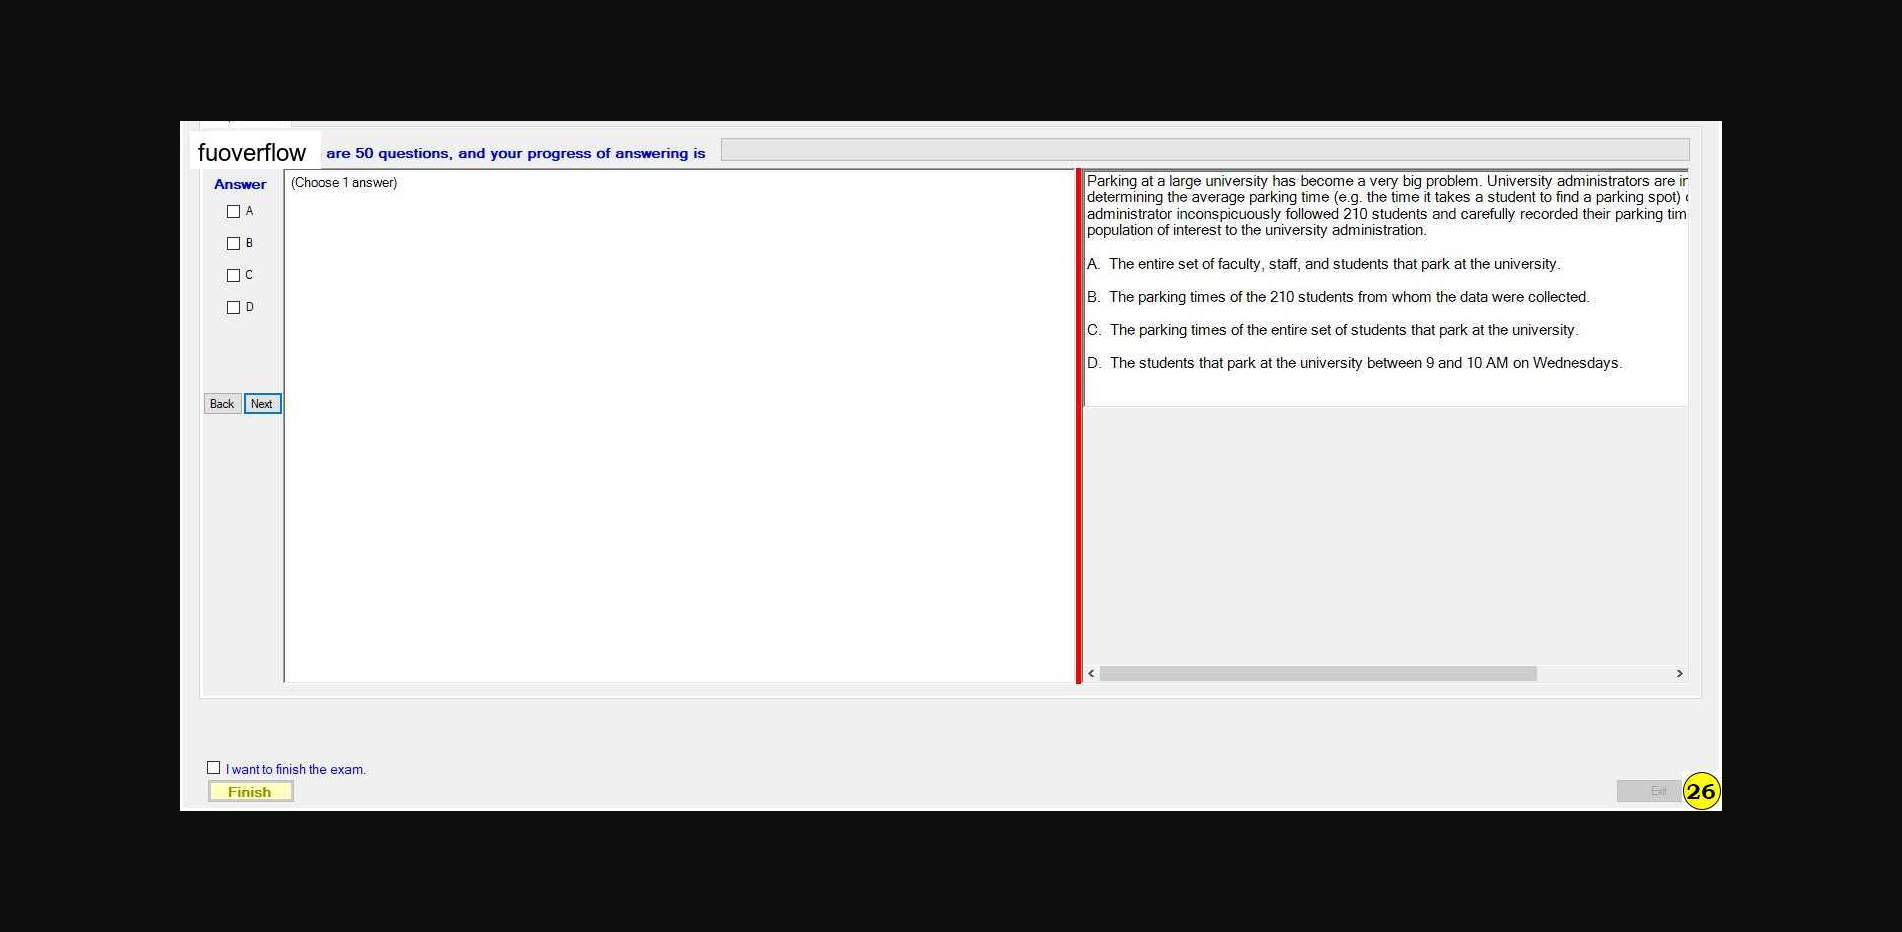 fuoverflow are 50 questions, and your progress of answering is
Answer
(Choose 1 answer)
A
B
C
D
Back Next
Parking at a large university has become a very big problem. University administrators are in
determining the average parking time (e.g. the time it takes a student to find a parking spot)
administrator inconspicuously followed 210 students and carefully recorded their parking tim
population of interest to the university administration.
A. The entire set of faculty, staff, and students that park at the university.
B. The parking times of the 210 students from whom the data were collected.
C. The parking times of the entire set of students that park at the university.
D. The students that park at the university between 9 and 10 AM on Wednesdays.
I want to finish the exam.
Finish
Exit
26